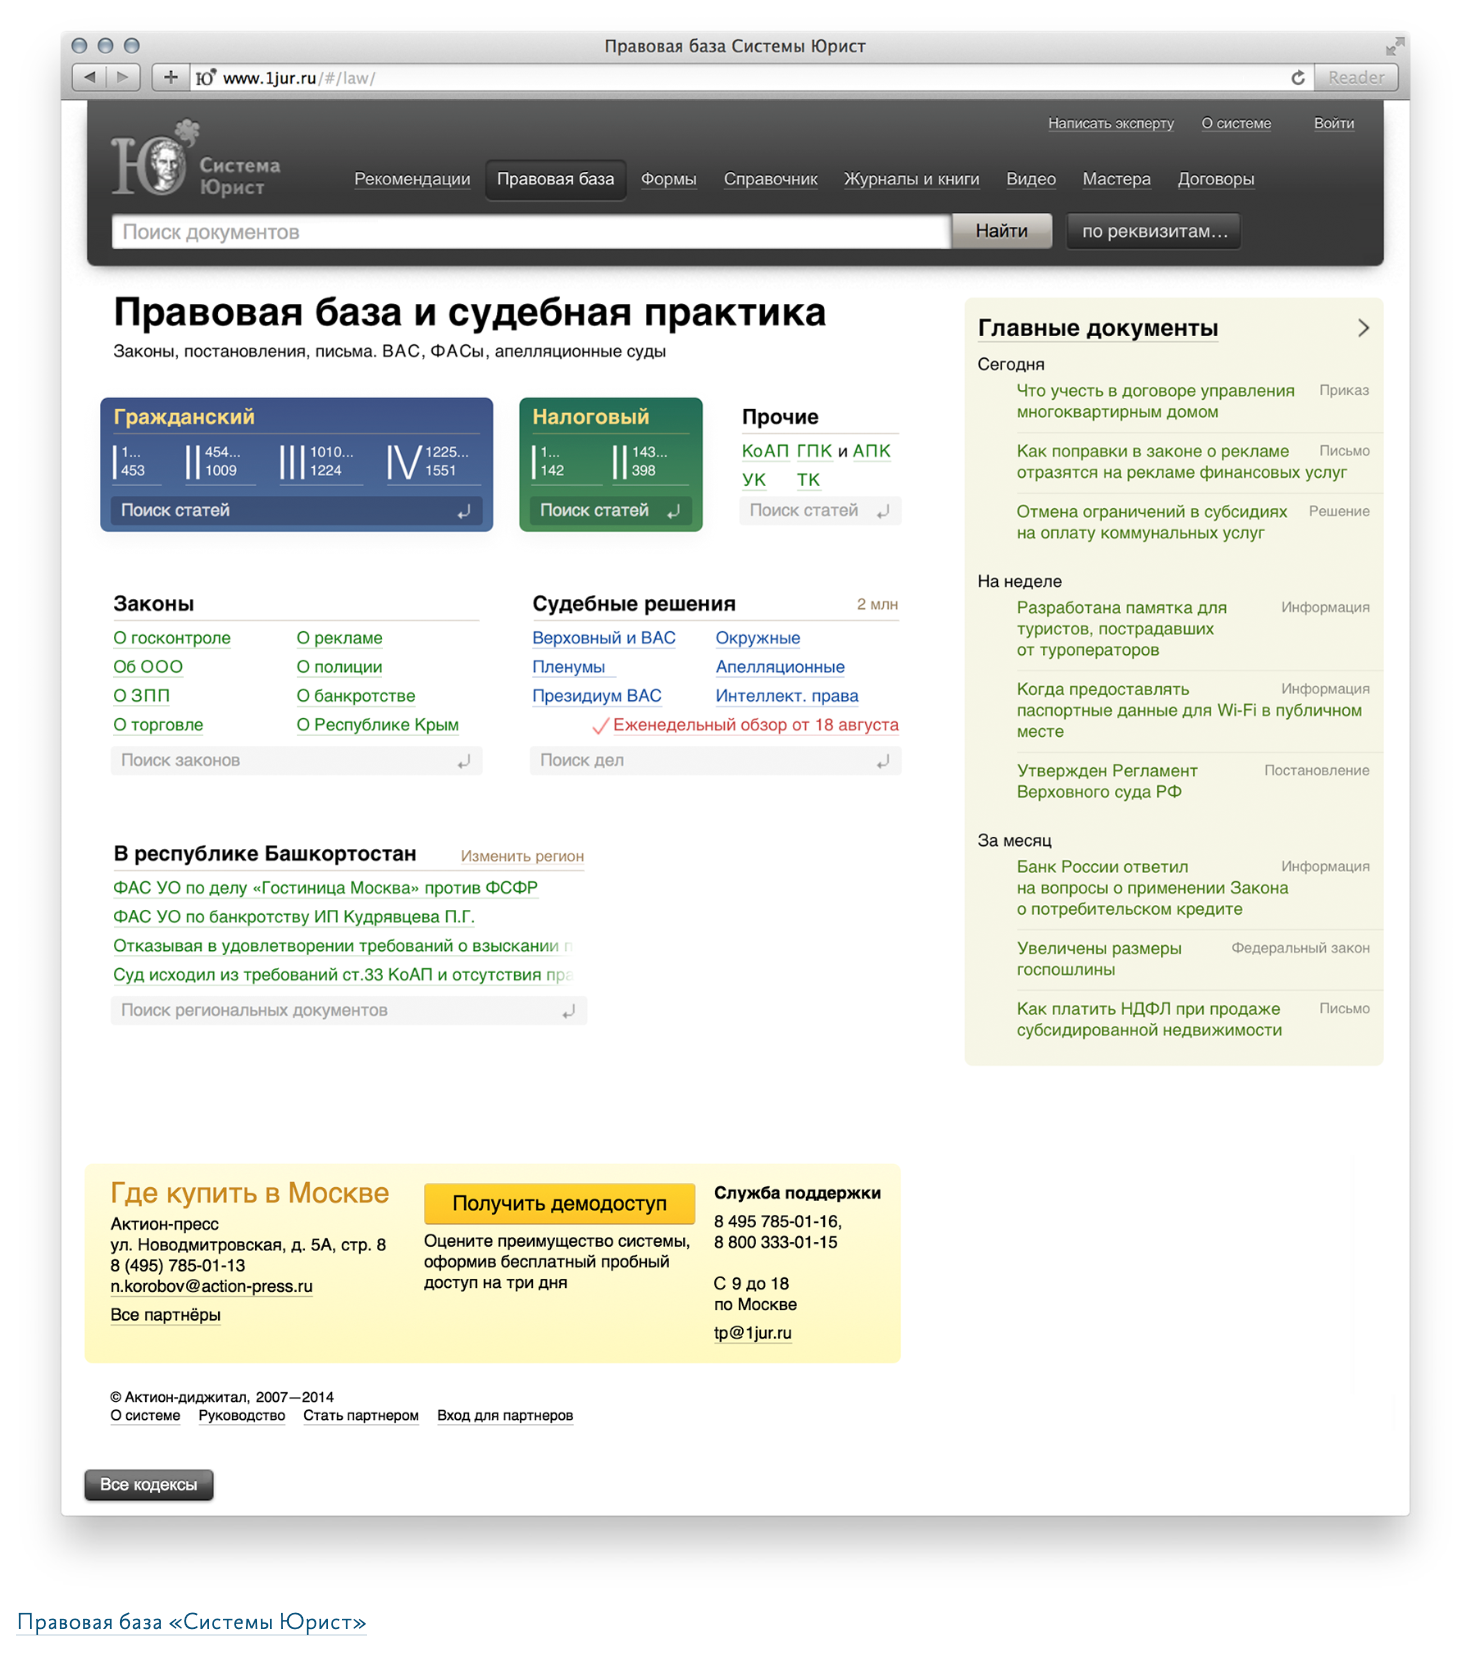 Правовая база Системы Юрист
www.1jur.ru/#/law/
Reader
Написать эксперту О системе Войти
Ю
Система
Юрист
Рекомендации Правовая база Формы Справочник Журналы и книги Видео Мастера Договоры
Поиск документов Найти по реквизитам...
Правовая база и судебная практика
Законы, постановления, письма. ВАС, ФАСы, апелляционные суды
Гражданский
I 1... 453 II 454... 1009 III 1010... 1224 IV 1225... 1551
Поиск статей
Налоговый
I 1... 142 II 143... 398
Поиск статей
Прочие
КоАП ГПК и АПК
УК ТК
Поиск статей
Законы
О госконтроле О рекламе
Об ООО О полиции
О ЗПП О банкротстве
О торговле О Республике Крым
Поиск законов
Судебные решения 2 млн
Верховный и ВАС Окружные
Пленумы Апелляционные
Президиум ВАС Интеллект. права
Еженедельный обзор от 18 августа
Поиск дел
В республике Башкортостан Изменить регион
ФАС УО по делу «Гостиница Москва» против ФСФР
ФАС УО по банкротству ИП Кудрявцева П.Г.
Отказывая в удовлетворении требований о взыскании п
Суд исходил из требований ст.33 КоАП и отсутствия пра
Поиск региональных документов
Главные документы
Сегодня
Что учесть в договоре управления Приказ
многоквартирным домом
Как поправки в законе о рекламе Письмо
отразятся на рекламе финансовых услуг
Отмена ограничений в субсидиях Решение
на оплату коммунальных услуг
На неделе
Разработана памятка для Информация
туристов, пострадавших
от туроператоров
Когда предоставлять Информация
паспортные данные для Wi-Fi в публичном
месте
Утвержден Регламент Постановление
Верховного суда РФ
За месяц
Банк России ответил Информация
на вопросы о применении Закона
о потребительском кредите
Увеличены размеры Федеральный закон
госпошлины
Как платить НДФЛ при продаже Письмо
субсидированной недвижимости
Где купить в Москве
Актион-пресс
ул. Новодмитровская, д. 5А, стр. 8
8 (495) 785-01-13
n.korobov@action-press.ru
Все партнёры
Получить демодоступ
Оцените преимущество системы,
оформив бесплатный пробный
доступ на три дня
Служба поддержки
8 495 785-01-16,
8 800 333-01-15
С 9 до 18
по Москве
tp@1jur.ru
© Актион-диджитал, 2007—2014
О системе Руководство Стать партнером Вход для партнеров
Все кодексы
Правовая база «Системы Юрист»